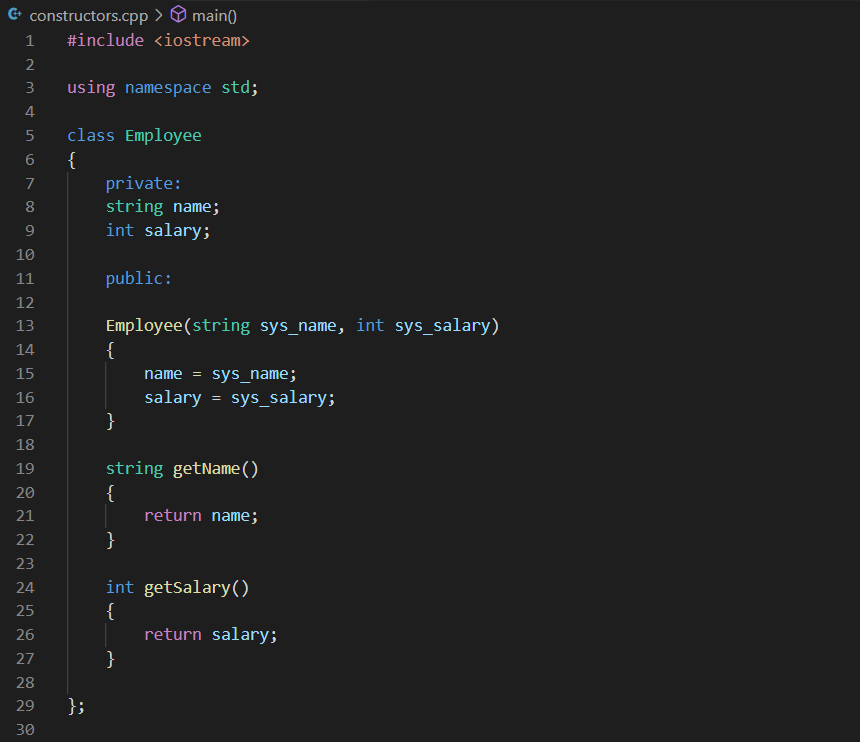 constructors.cpp > main()
1 #include <iostream>
2
3 using namespace std;
4
5 class Employee
6 {
7     private:
8     string name;
9     int salary;
10
11     public:
12
13     Employee(string sys_name, int sys_salary)
14     {
15         name = sys_name;
16         salary = sys_salary;
17     }
18
19     string getName()
20     {
21         return name;
22     }
23
24     int getSalary()
25     {
26         return salary;
27     }
28
29 };
30